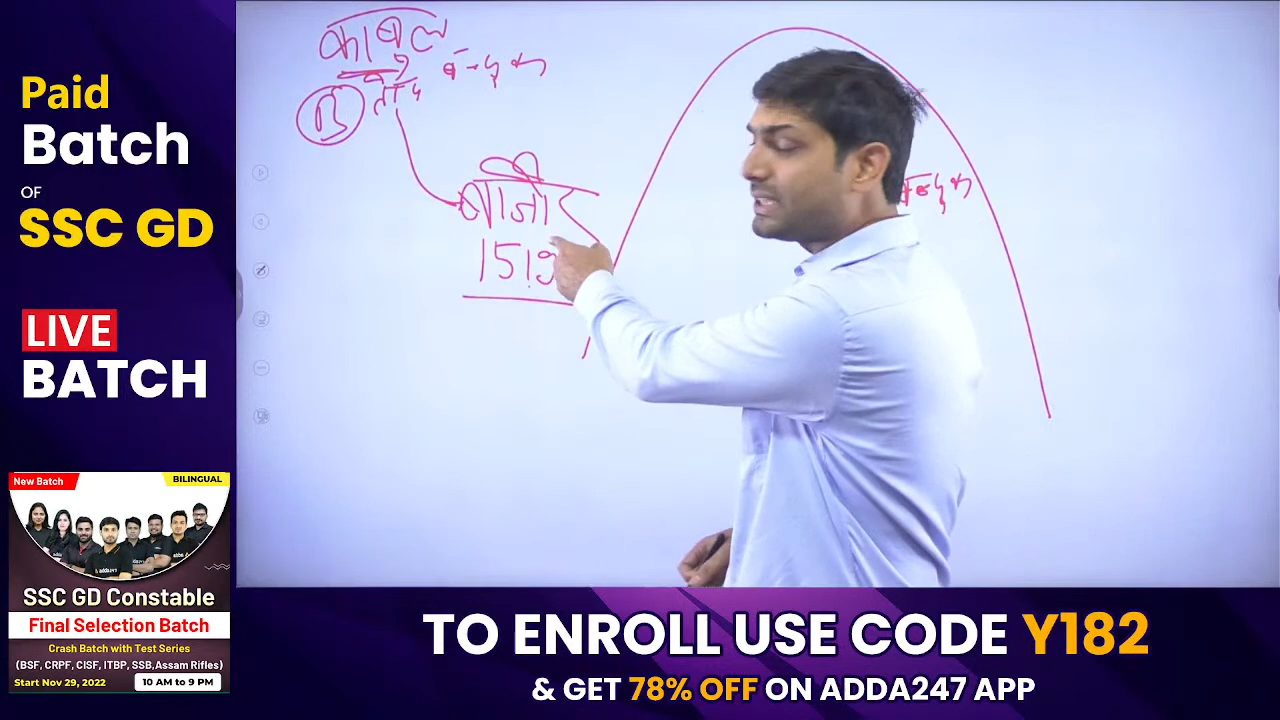 Paid
Batch
OF
SSC GD
LIVE
BATCH
New Batch
BILINGUAL
SSC GD Constable
Final Selection Batch
Crash Batch with Test Series
(BSF, CRPF, CISF, ITBP, SSB,Assam Rifles)
Start Nov 29, 2022
10 AM to 9 PM
काबुल
तोप
बन्दूक
बाजौर
1519
बन्दूक
TO ENROLL USE CODE Y182
& GET 78% OFF ON ADDA247 APP